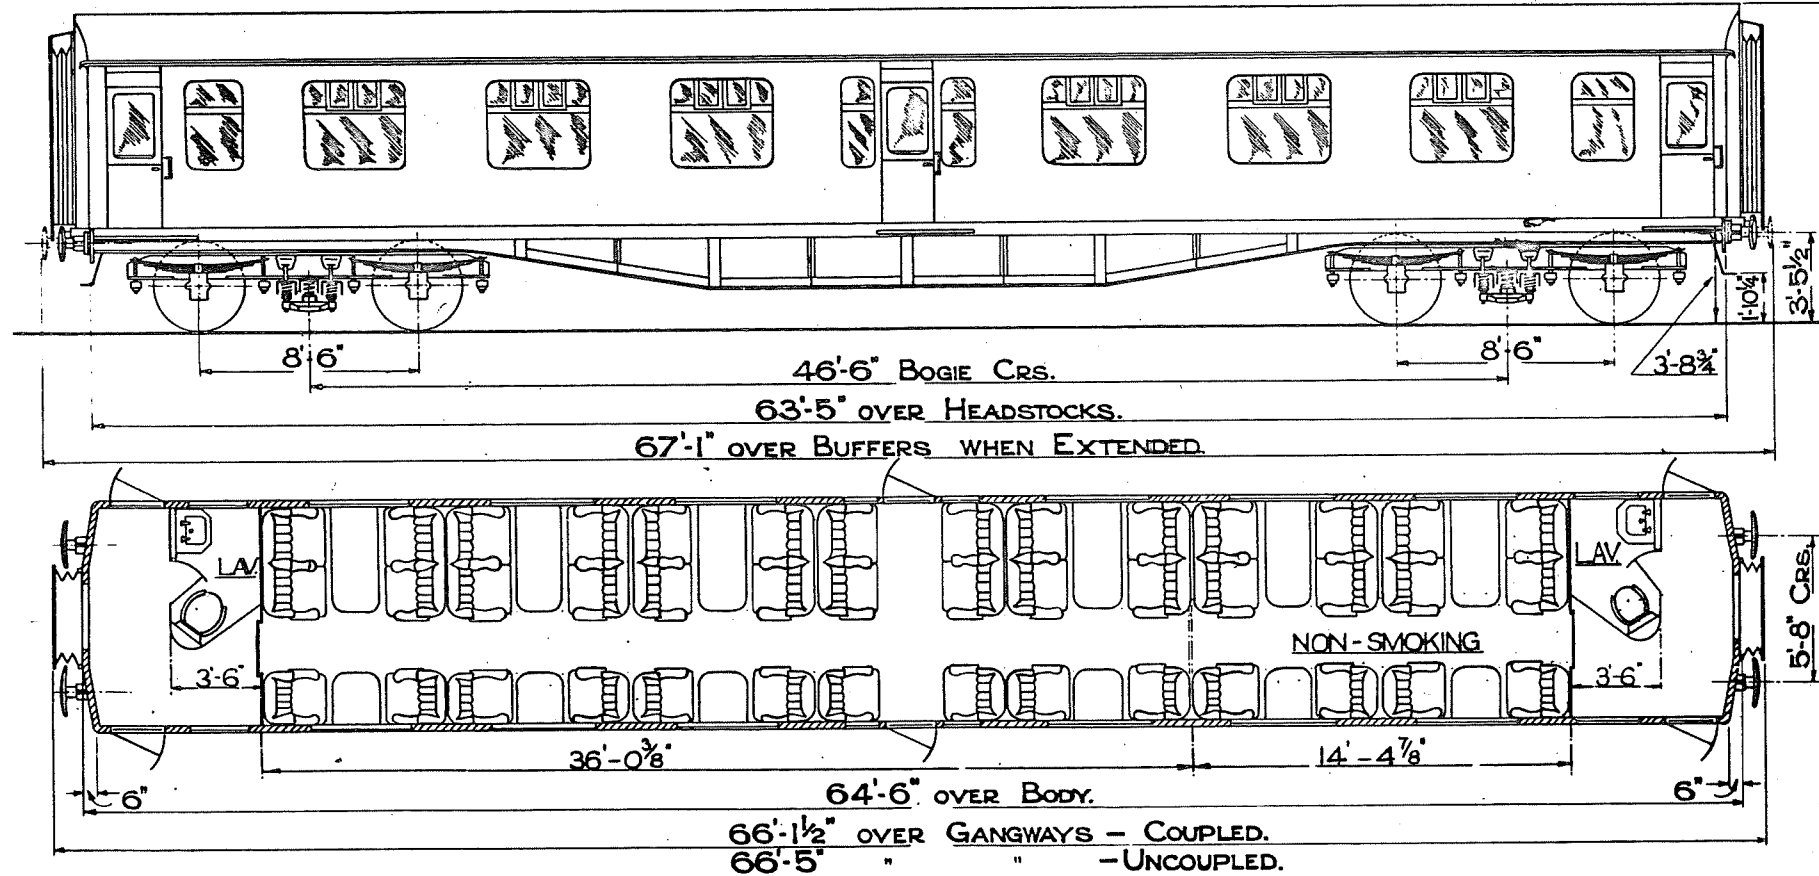 8'-6"
46'-6" BOGIE CRS.
8'-6"
3'-8¾"
1'-10¼"
3'-5½"
63'-5" OVER HEADSTOCKS.
67'-1" OVER BUFFERS WHEN EXTENDED.
LAV.
LAV.
NON-SMOKING
3'-6"
3'-6"
5'-8" CRS.
36'-0⅜"
14'-4⅞"
6"
64'-6" OVER BODY.
6"
66'-1½" OVER GANGWAYS - COUPLED.
66'-5" " " - UNCOUPLED.